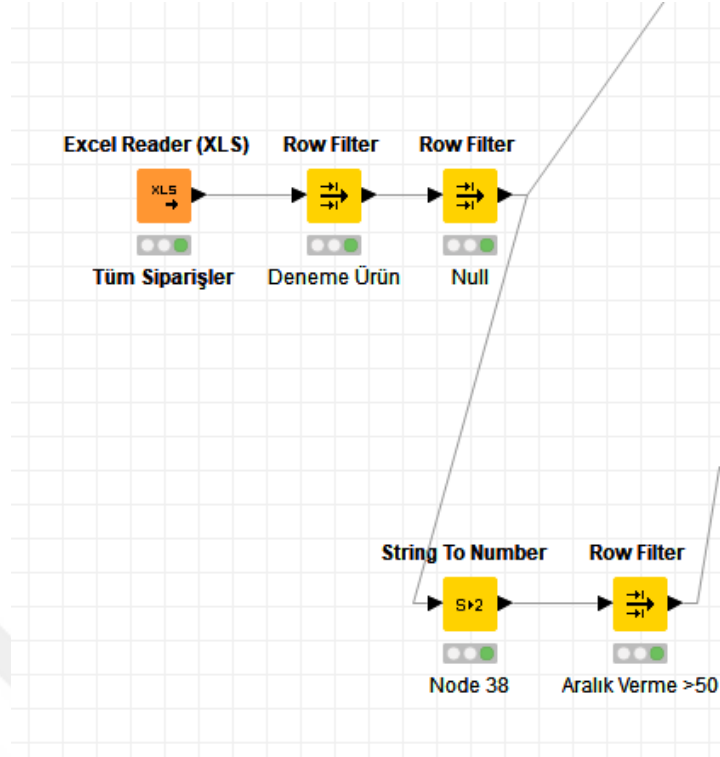 Excel Reader (XLS)
Row Filter
Row Filter
XLS
Tüm Siparişler
Deneme Ürün
Null
String To Number
Row Filter
S▸2
Node 38
Aralık Verme >50